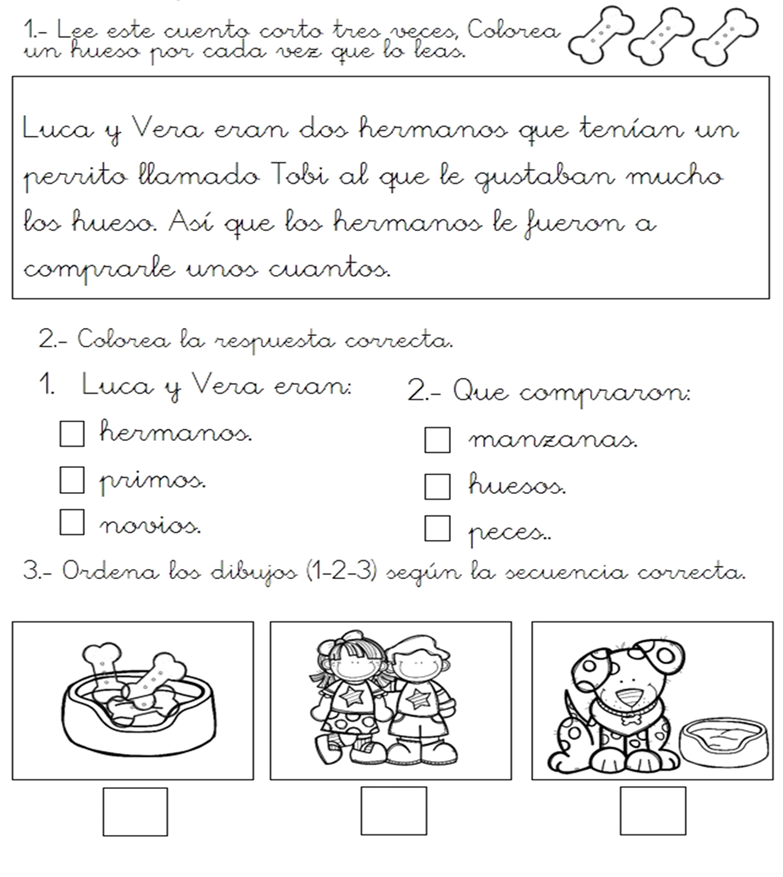 1.- Lee este cuento corto tres veces, Colorea
un hueso por cada vez que lo leas.
Luca y Vera eran dos hermanos que tenían un
perrito llamado Tobi al que le gustaban mucho
los hueso. Así que los hermanos le fueron a
comprarle unos cuantos.
2.- Colorea la respuesta correcta.
1. Luca y Vera eran:
hermanos.
primos.
novios.
2.- Que compraron:
manzanas.
huesos.
peces..
3.- Ordena los dibujos (1-2-3) según la secuencia correcta.